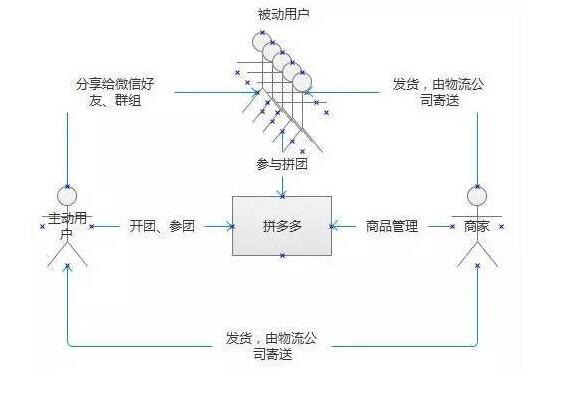 被动用户
分享给微信好
友、群组
发货，由物流公
司寄送
参与拼团
主动用
户
开团、参团
拼多多
商品管理
商家
发货，由物流公
司寄送